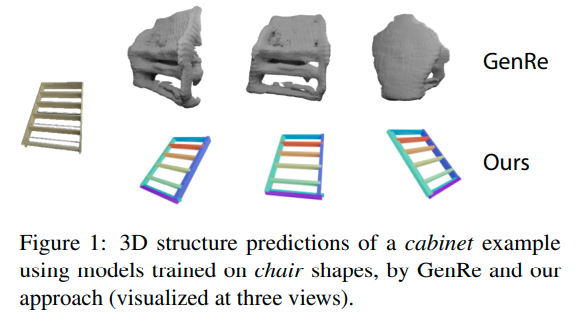 GenRe
Ours
Figure 1: 3D structure predictions of a cabinet example
using models trained on chair shapes, by GenRe and our
approach (visualized at three views).